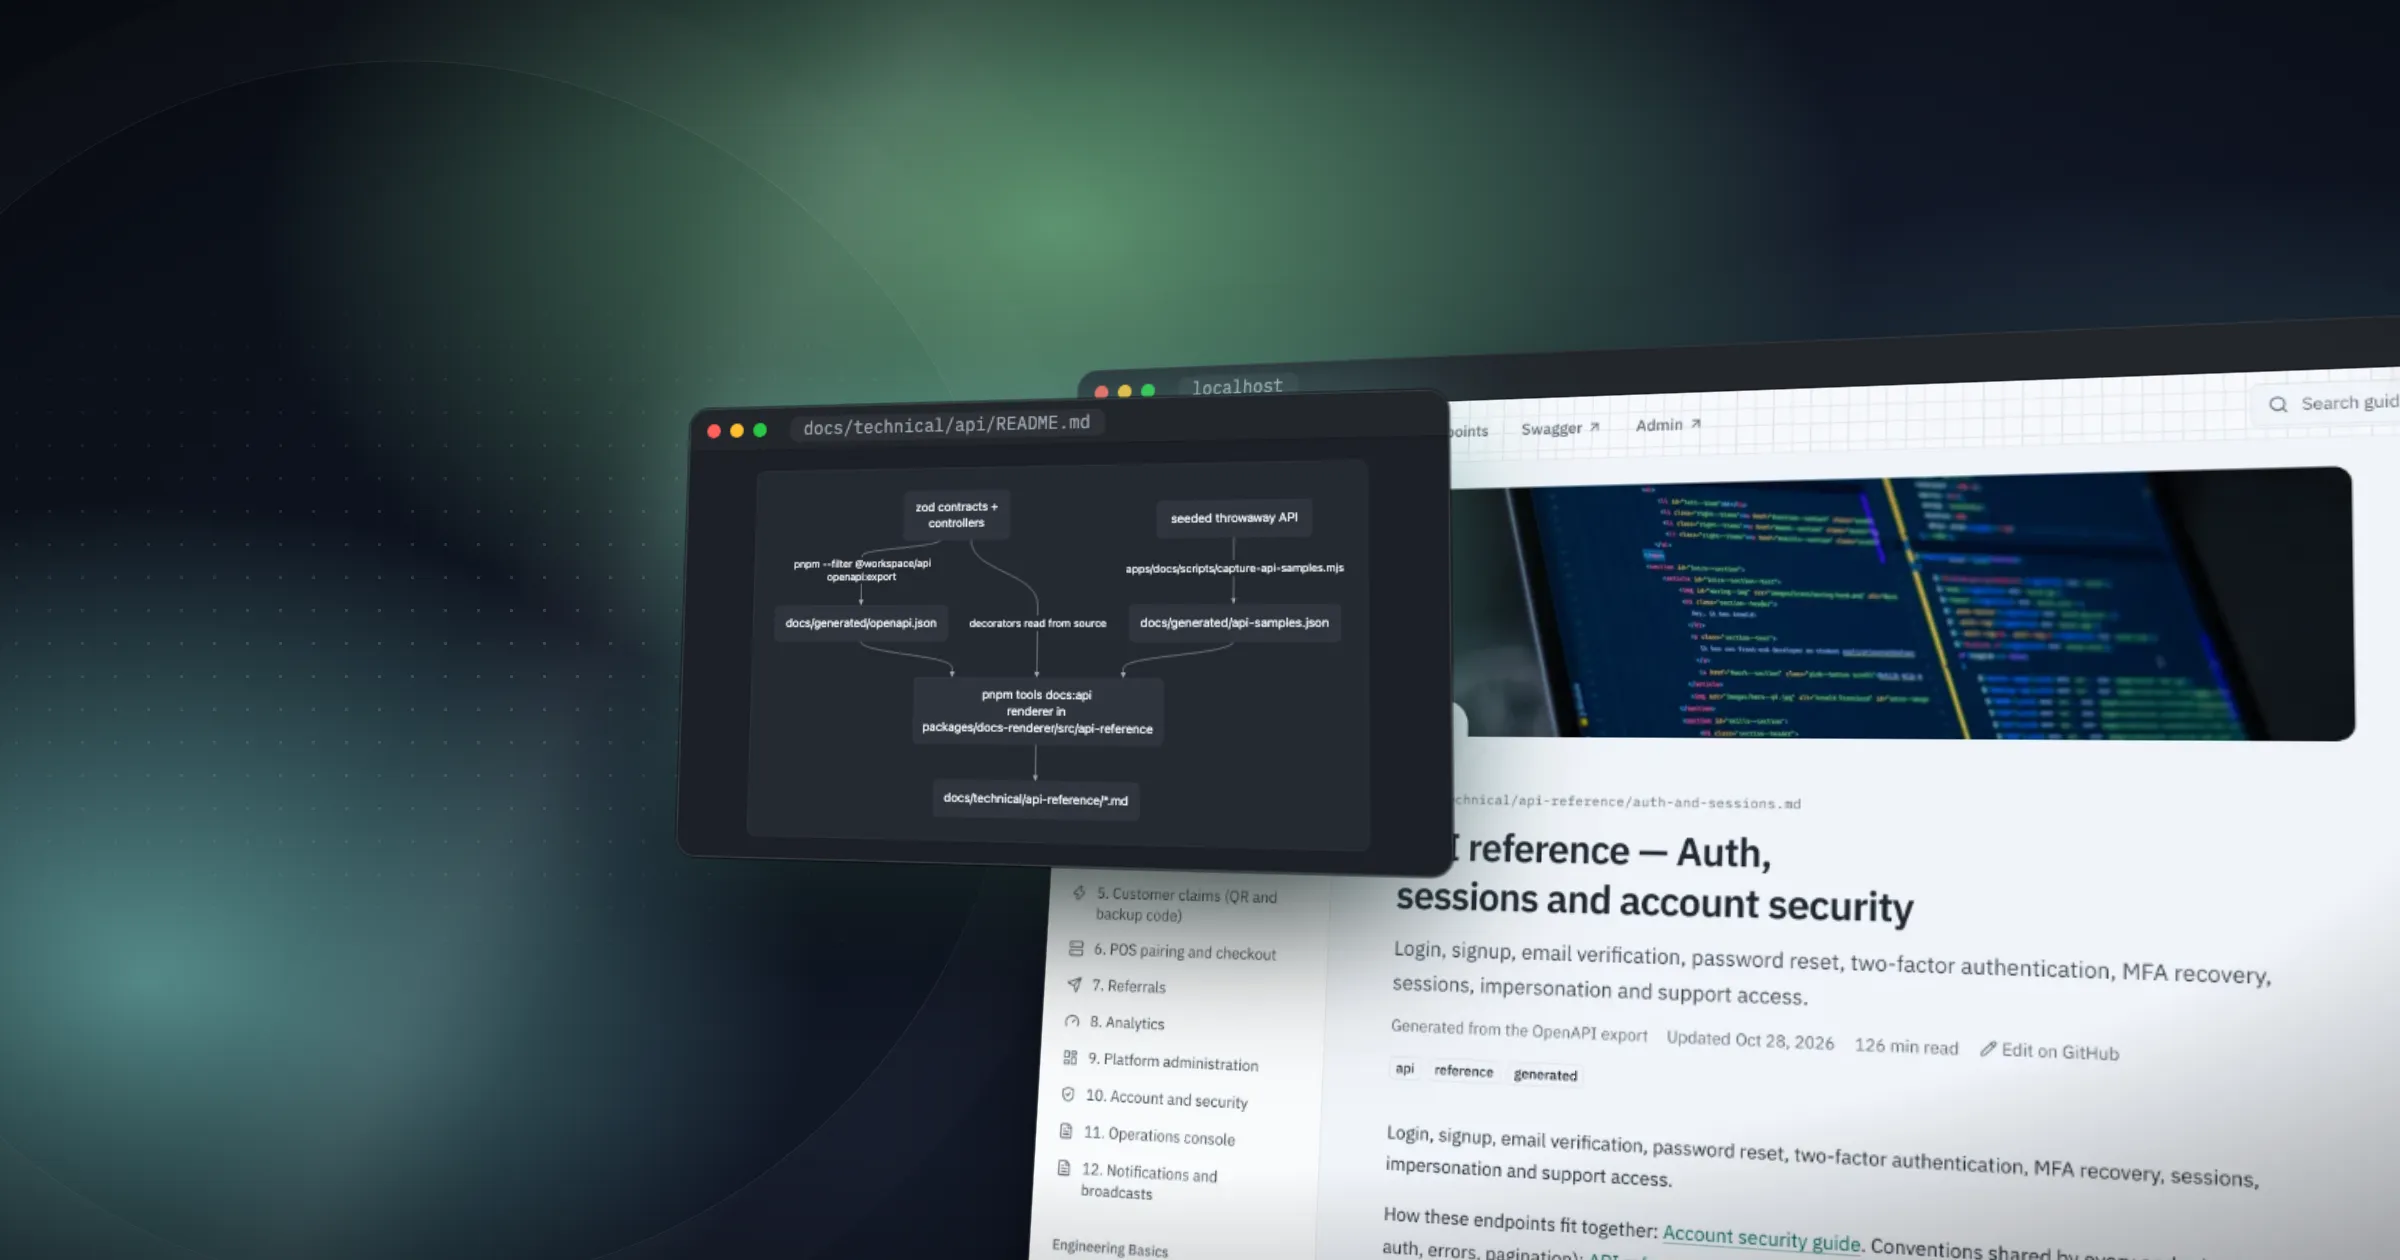 localhost
docs/technical/api/README.md
Swagger ↗
Admin ↗
Search
zod contracts +
controllers
seeded throwaway API
pnpm --filter @workspace/api
openapi:export
apps/docs/scripts/capture-api-samples.mjs
docs/generated/openapi.json
decorators read from source
docs/generated/api-samples.json
pnpm tools docs:api
renderer in
packages/docs-renderer/src/api-reference
docs/technical/api-reference/*.md
5. Customer claims (QR and
backup code)
6. POS pairing and checkout
7. Referrals
8. Analytics
9. Platform administration
10. Account and security
11. Operations console
12. Notifications and
broadcasts
Engineering Basics
/api-reference/auth-and-sessions.md
reference — Auth,
sessions and account security
Login, signup, email verification, password reset, two-factor authentication, MFA recovery,
sessions, impersonation and support access.
Generated from the OpenAPI export Updated Oct 28, 2026 126 min read Edit on GitHub
api reference generated
Login, signup, email verification, password reset, two-factor authentication, MFA recovery, sessions,
impersonation and support access.
How these endpoints fit together: Account security guide. Conventions shared by
auth, errors, pagination):